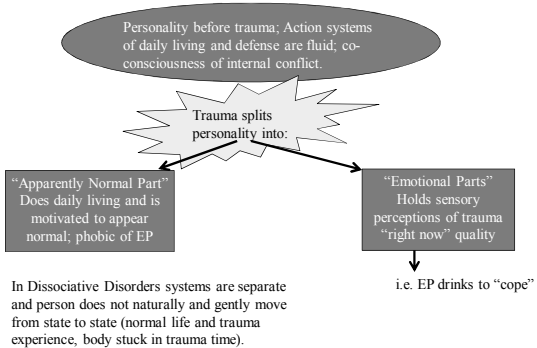 Personality before trauma; Action systems
of daily living and defense are fluid; co-
consciousness of internal conflict.
Trauma splits
personality into:
“Apparently Normal Part”
Does daily living and is
motivated to appear
normal; phobic of EP
“Emotional Parts”
Holds sensory
perceptions of trauma
“right now” quality
i.e. EP drinks to “cope”
In Dissociative Disorders systems are separate
and person does not naturally and gently move
from state to state (normal life and trauma
experience, body stuck in trauma time).